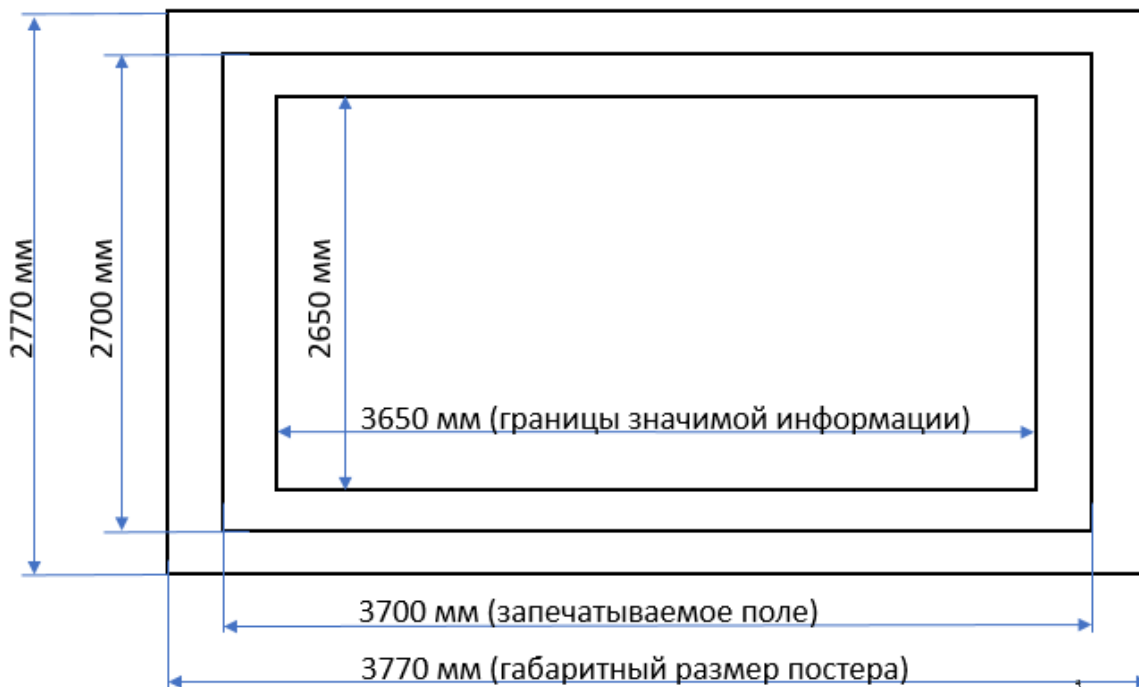 2770 мм
2700 мм
2650 мм
3650 мм (границы значимой информации)
3700 мм (запечатываемое поле)
3770 мм (габаритный размер постера)